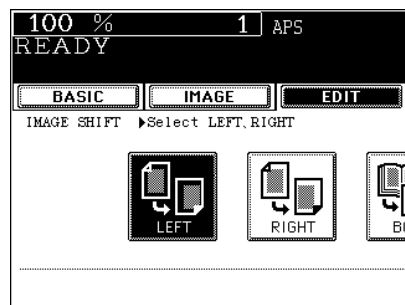 100 % 1 APS
READY
BASIC IMAGE EDIT
IMAGE SHIFT ▶Select LEFT,RIGHT
LEFT RIGHT